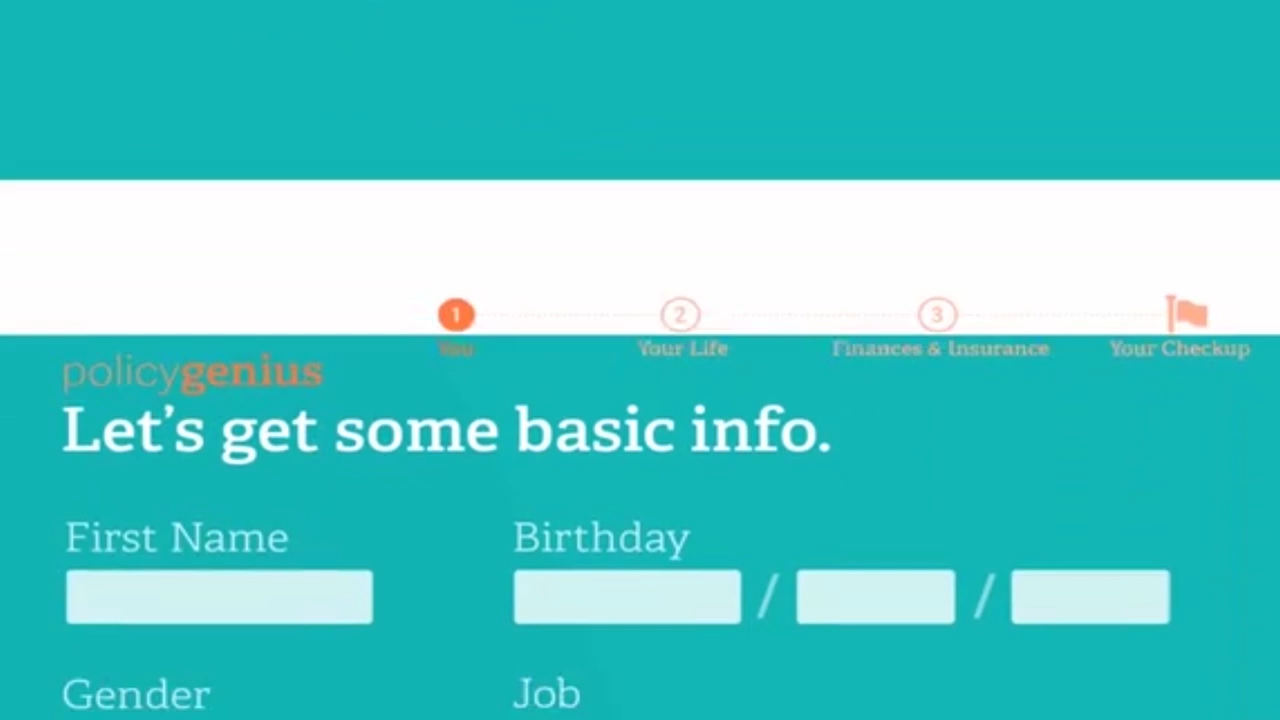 1 2 3
You Your Life Finances & Insurance Your Checkup
policygenius
Let's get some basic info.
First Name Birthday
/ /
Gender Job